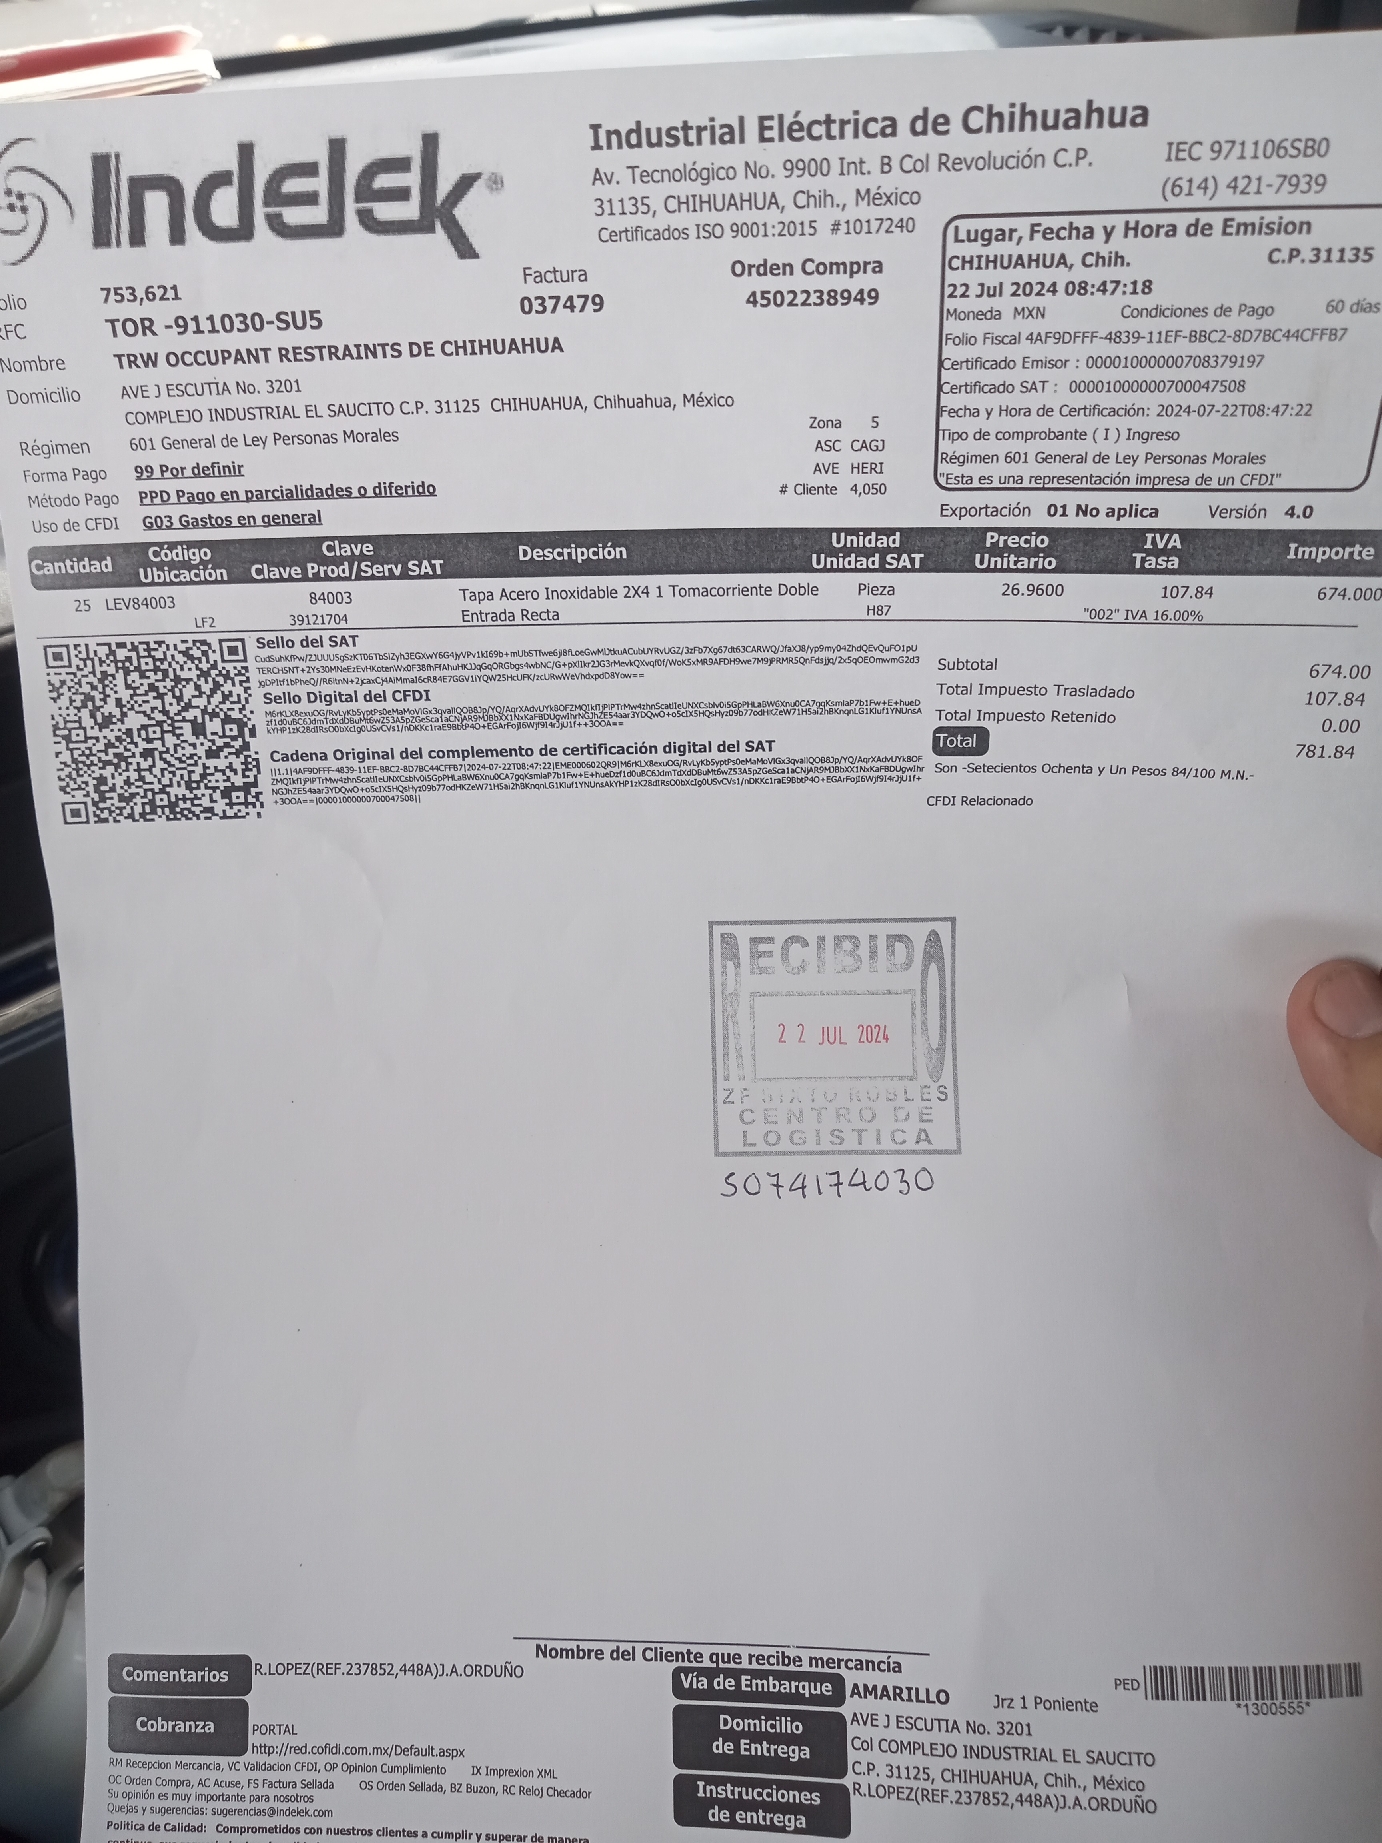 Indelek®
Industrial Eléctrica de Chihuahua
Av. Tecnológico No. 9900 Int. B Col Revolución C.P.
31135, CHIHUAHUA, Chih., México
Certificados ISO 9001:2015 #1017240
IEC 971106SB0
(614) 421-7939
Lugar, Fecha y Hora de Emision
CHIHUAHUA, Chih. C.P.31135
22 Jul 2024 08:47:18
Moneda MXN Condiciones de Pago 60 días
Folio Fiscal 4AF9DFFF-4839-11EF-BBC2-8D7BC44CFFB7
Certificado Emisor : 00001000000708379197
Certificado SAT : 00001000000700047508
Fecha y Hora de Certificación: 2024-07-22T08:47:22
Tipo de comprobante ( I ) Ingreso
Régimen 601 General de Ley Personas Morales
"Esta es una representación impresa de un CFDI"
Exportación 01 No aplica Versión 4.0
olio 753,621
Factura
037479
Orden Compra
4502238949
RFC TOR -911030-SU5
Nombre TRW OCCUPANT RESTRAINTS DE CHIHUAHUA
Domicilio AVE J ESCUTIA No. 3201
COMPLEJO INDUSTRIAL EL SAUCITO C.P. 31125 CHIHUAHUA, Chihuahua, México
Régimen 601 General de Ley Personas Morales
Forma Pago 99 Por definir
Método Pago PPD Pago en parcialidades o diferido
Uso de CFDI G03 Gastos en general
Zona 5
ASC CAGJ
AVE HERI
# Cliente 4,050
Cantidad Código Clave Descripción Unidad Precio IVA Importe
Ubicación Clave Prod/Serv SAT Unidad SAT Unitario Tasa
25 LEV84003 84003 Tapa Acero Inoxidable 2X4 1 Tomacorriente Doble Pieza 26.9600 107.84 674.000
LF2 39121704 Entrada Recta H87 "002" IVA 16.00%
Sello del SAT
Sello Digital del CFDI
Cadena Original del complemento de certificación digital del SAT
Subtotal 674.00
Total Impuesto Trasladado 107.84
Total Impuesto Retenido 0.00
Total 781.84
Son -Setecientos Ochenta y Un Pesos 84/100 M.N.-
CFDI Relacionado
RECIBIDO
22 JUL 2024
ROBLES
CENTRO DE
LOGISTICA
5074174030
Nombre del Cliente que recibe mercancía
Comentarios R.LOPEZ(REF.237852,448A)J.A.ORDUÑO
Cobranza PORTAL
http://red.cofidi.com.mx/Default.aspx
RM Recepcion Mercancia, VC Validacion CFDI, OP Opinion Cumplimiento IX Imprexion XML
OC Orden Compra, AC Acuse, FS Factura Sellada OS Orden Sellada, BZ Buzon, RC Reloj Checador
Su opinión es muy importante para nosotros
Quejas y sugerencias: sugerencias@indelek.com
Politica de Calidad: Comprometidos con nuestros clientes a cumplir y superar de manera
Vía de Embarque AMARILLO Jrz 1 Poniente
PED *1300555*
Domicilio de Entrega
AVE J ESCUTIA No. 3201
Col COMPLEJO INDUSTRIAL EL SAUCITO
C.P. 31125, CHIHUAHUA, Chih., México
Instrucciones de entrega
R.LOPEZ(REF.237852,448A)J.A.ORDUÑO